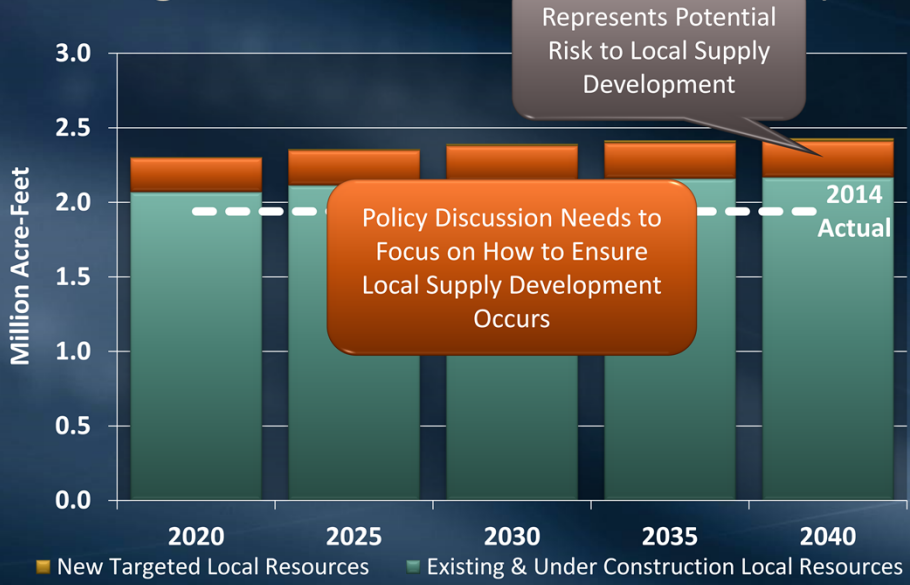 Represents Potential
Risk to Local Supply
Development
3.0
2.5
2.0
1.5
1.0
0.5
0.0
Million Acre-Feet
2014
Actual
Policy Discussion Needs to
Focus on How to Ensure
Local Supply Development
Occurs
2020 2025 2030 2035 2040
New Targeted Local Resources Existing & Under Construction Local Resources